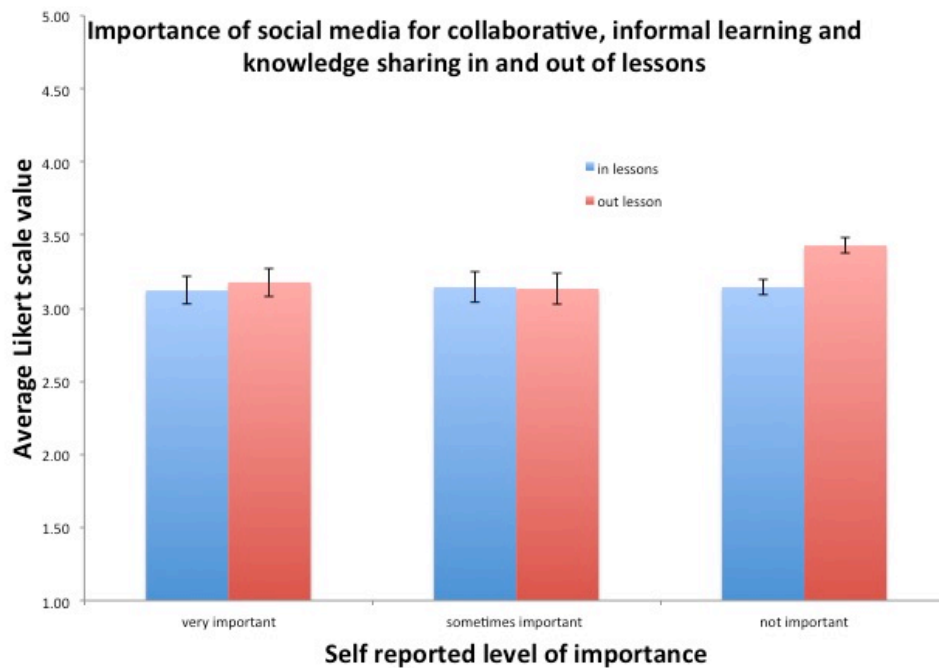 Importance of social media for collaborative, informal learning and
knowledge sharing in and out of lessons
Average Likert scale value
5.00
4.50
4.00
3.50
3.00
2.50
2.00
1.50
1.00
in lessons
out lesson
very important
sometimes important
not important
Self reported level of importance